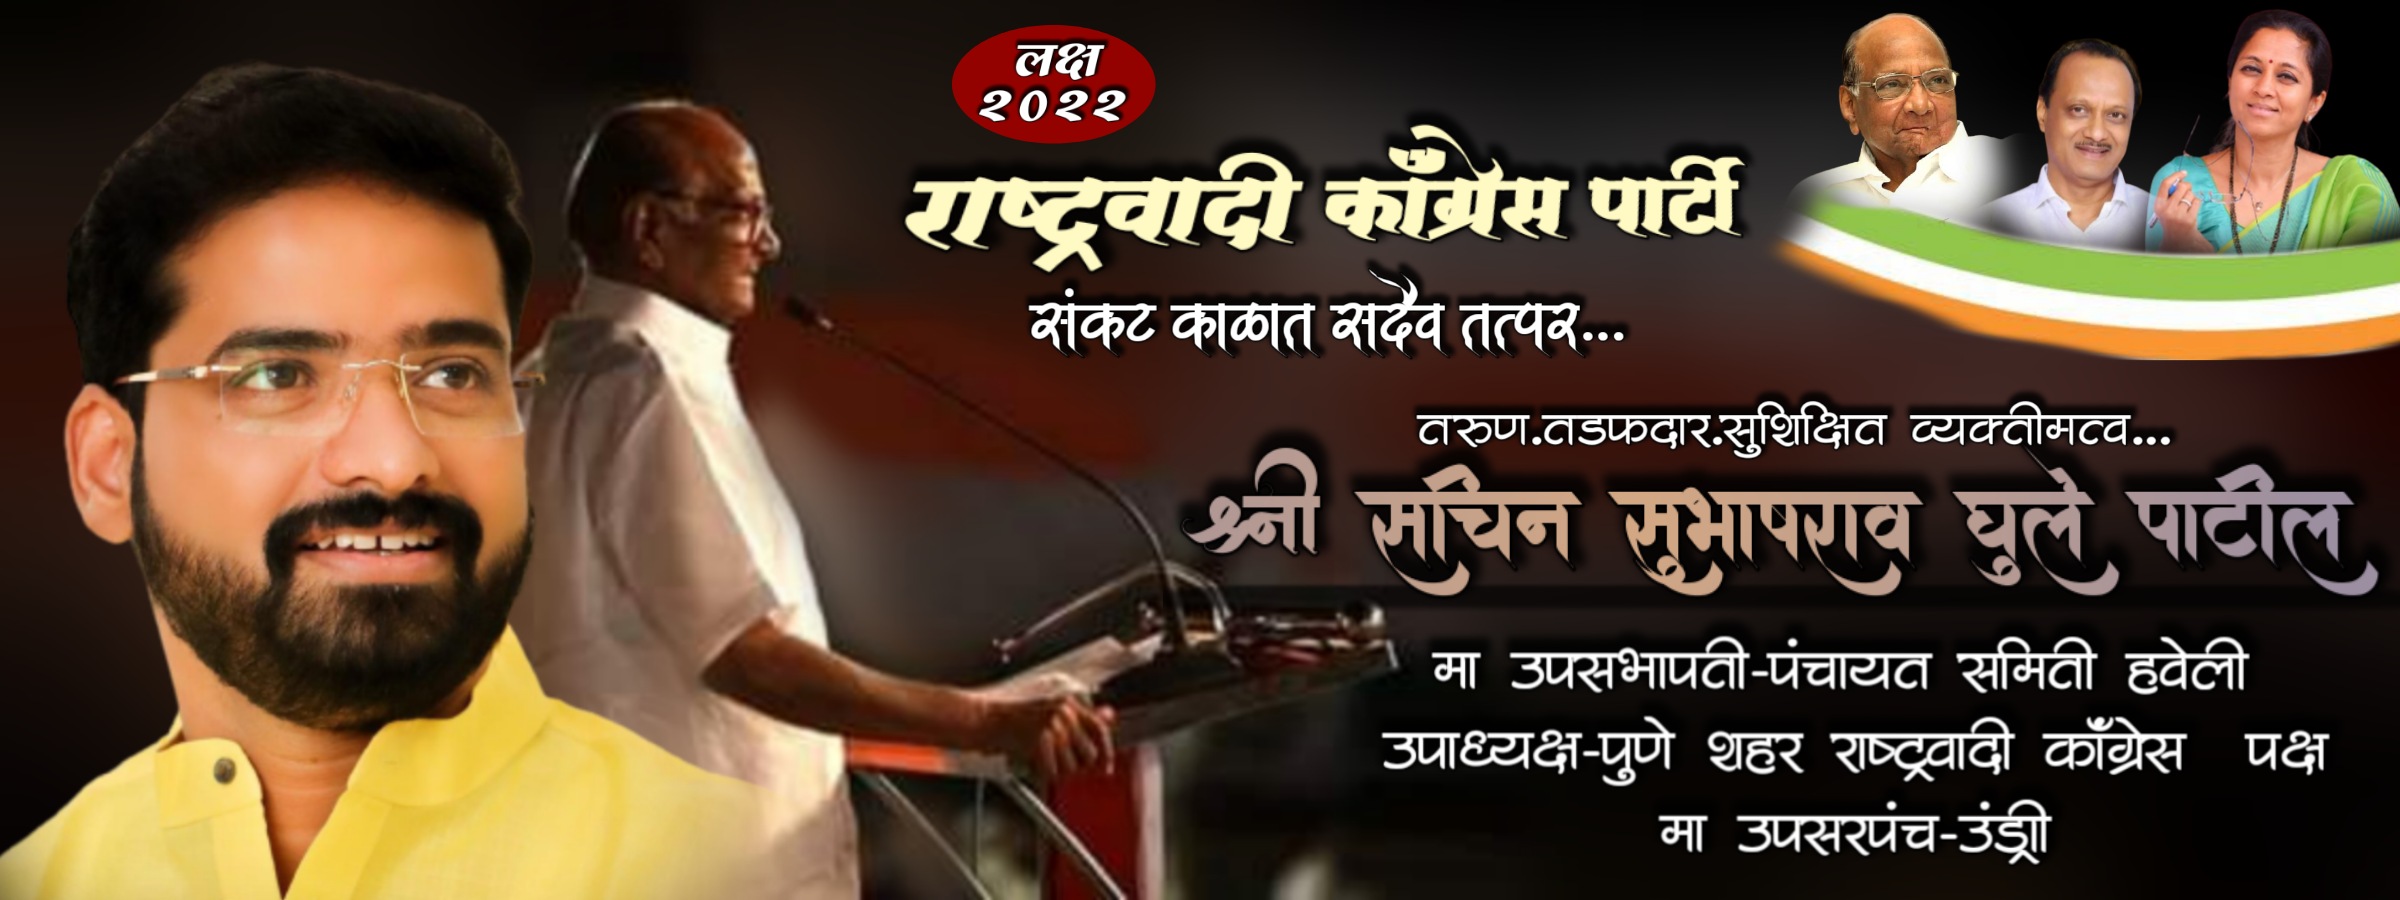 लक्ष
२०२२
राष्ट्रवादी काँग्रेस पार्टी
संकट काळात सदैव तत्पर...
तरुण.तडफदार.सुशिक्षित व्यक्तीमत्व...
श्री सचिन सुभाषराव घुले पाटील
मा उपसभापती-पंचायत समिती हवेली
उपाध्यक्ष-पुणे शहर राष्ट्रवादी काँग्रेस पक्ष
मा उपसरपंच-उंड्री